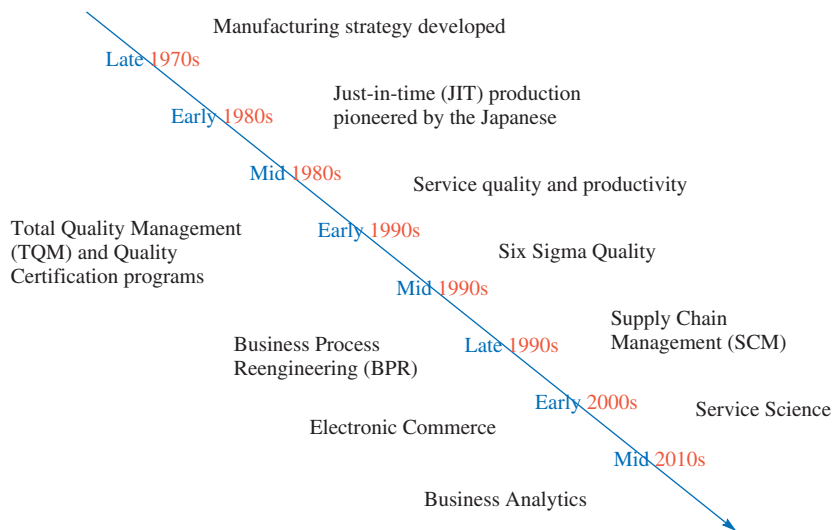 Manufacturing strategy developed
Late 1970s
Just-in-time (JIT) production
pioneered by the Japanese
Early 1980s
Mid 1980s
Service quality and productivity
Total Quality Management
(TQM) and Quality
Certification programs
Early 1990s
Six Sigma Quality
Mid 1990s
Supply Chain
Management (SCM)
Business Process
Reengineering (BPR)
Late 1990s
Early 2000s
Service Science
Electronic Commerce
Mid 2010s
Business Analytics